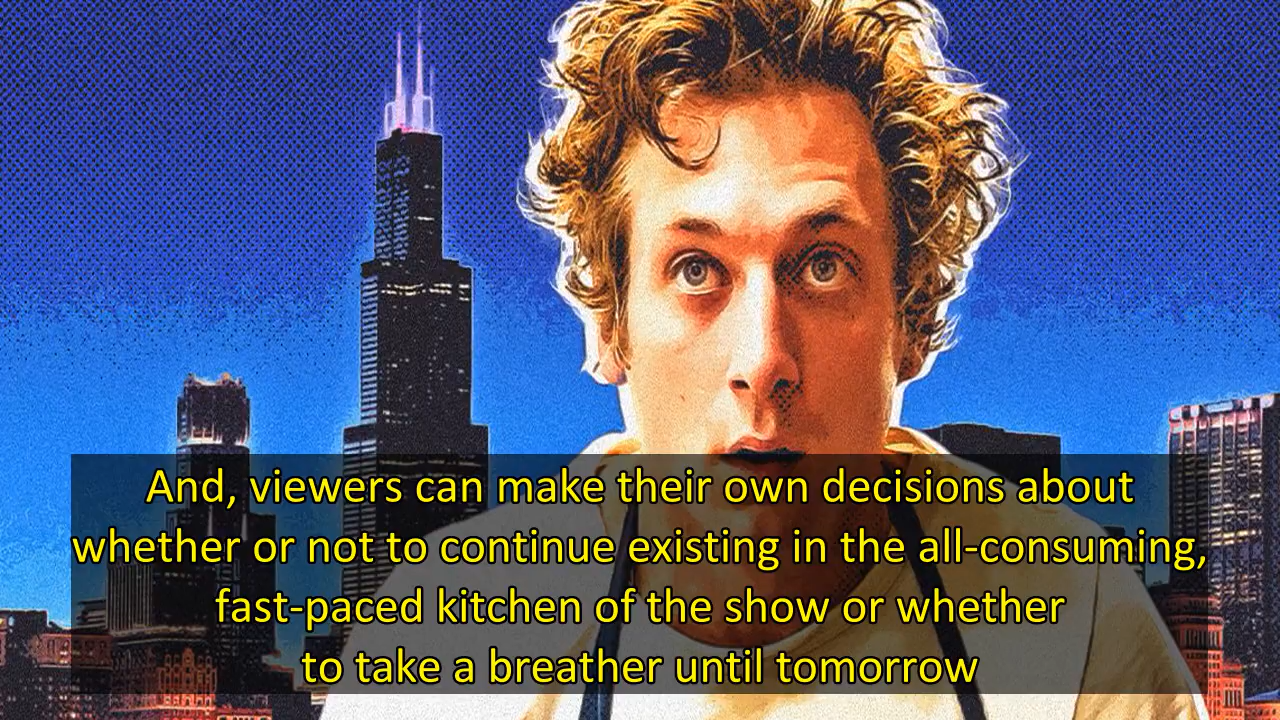 And, viewers can make their own decisions about
whether or not to continue existing in the all-consuming,
fast-paced kitchen of the show or whether
to take a breather until tomorrow